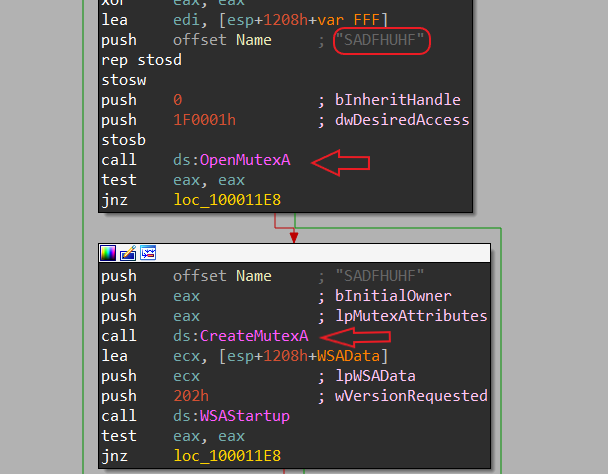 xor eax, eax
lea edi, [esp+1208h+var_FFF]
push offset Name ; "SADFHUHF"
rep stosd
stosw
push 0 ; bInheritHandle
push 1F0001h ; dwDesiredAccess
stosb
call ds:OpenMutexA
test eax, eax
jnz loc_100011E8
push offset Name ; "SADFHUHF"
push eax ; bInitialOwner
push eax ; lpMutexAttributes
call ds:CreateMutexA
lea ecx, [esp+1208h+WSAData]
push ecx ; lpWSAData
push 202h ; wVersionRequested
call ds:WSAStartup
test eax, eax
jnz loc_100011E8